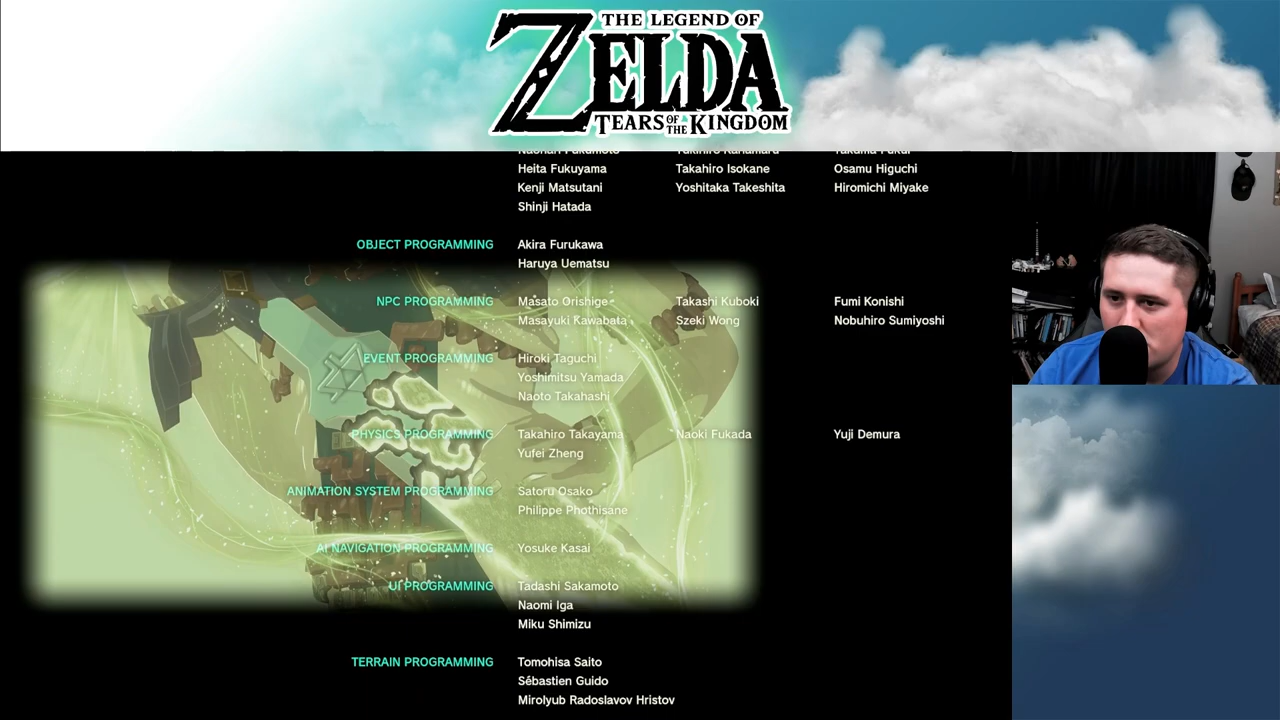 THE LEGEND OF
ZELDA
TEARS OF THE KINGDOM
Heita Fukuyama Takahiro Isokane Osamu Higuchi
Kenji Matsutani Yoshitaka Takeshita Hiromichi Miyake
Shinji Hatada
OBJECT PROGRAMMING Akira Furukawa
Haruya Uematsu
NPC PROGRAMMING Masato Orishige Takashi Kuboki Fumi Konishi
Masayuki Kawabata Szeki Wong Nobuhiro Sumiyoshi
EVENT PROGRAMMING Hiroki Taguchi
Yoshimitsu Yamada
Naoto Takahashi
PHYSICS PROGRAMMING Takahiro Takayama Naoki Fukada Yuji Demura
Yufei Zheng
ANIMATION SYSTEM PROGRAMMING Satoru Osako
Philippe Phothisane
AI NAVIGATION PROGRAMMING Yosuke Kasai
UI PROGRAMMING Tadashi Sakamoto
Naomi Iga
Miku Shimizu
TERRAIN PROGRAMMING Tomohisa Saito
Sébastien Guido
Mirolyub Radoslavov Hristov